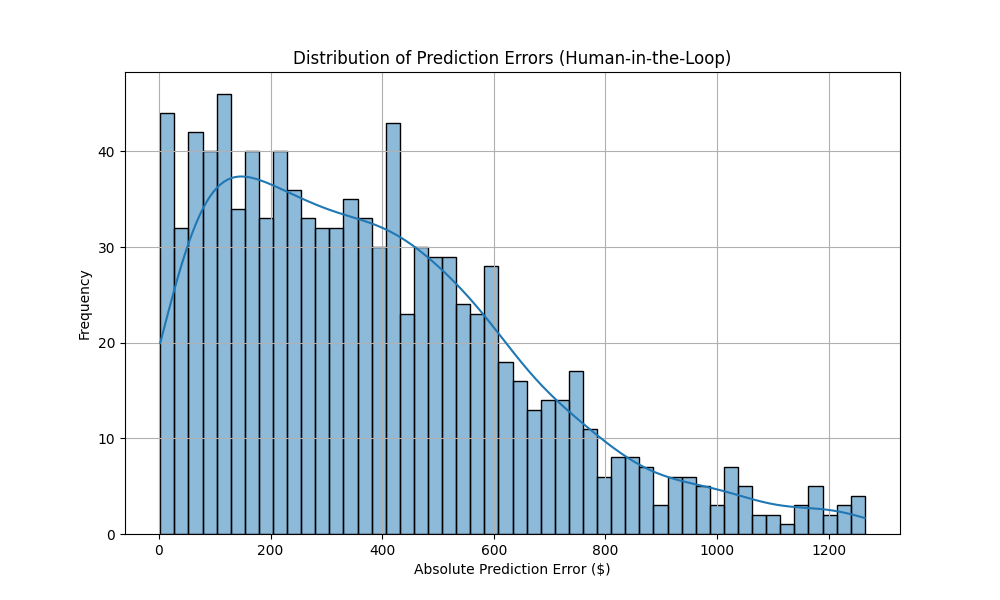 Distribution of Prediction Errors (Human-in-the-Loop)
Frequency
40
30
20
10
0
0 200 400 600 800 1000 1200
Absolute Prediction Error ($)